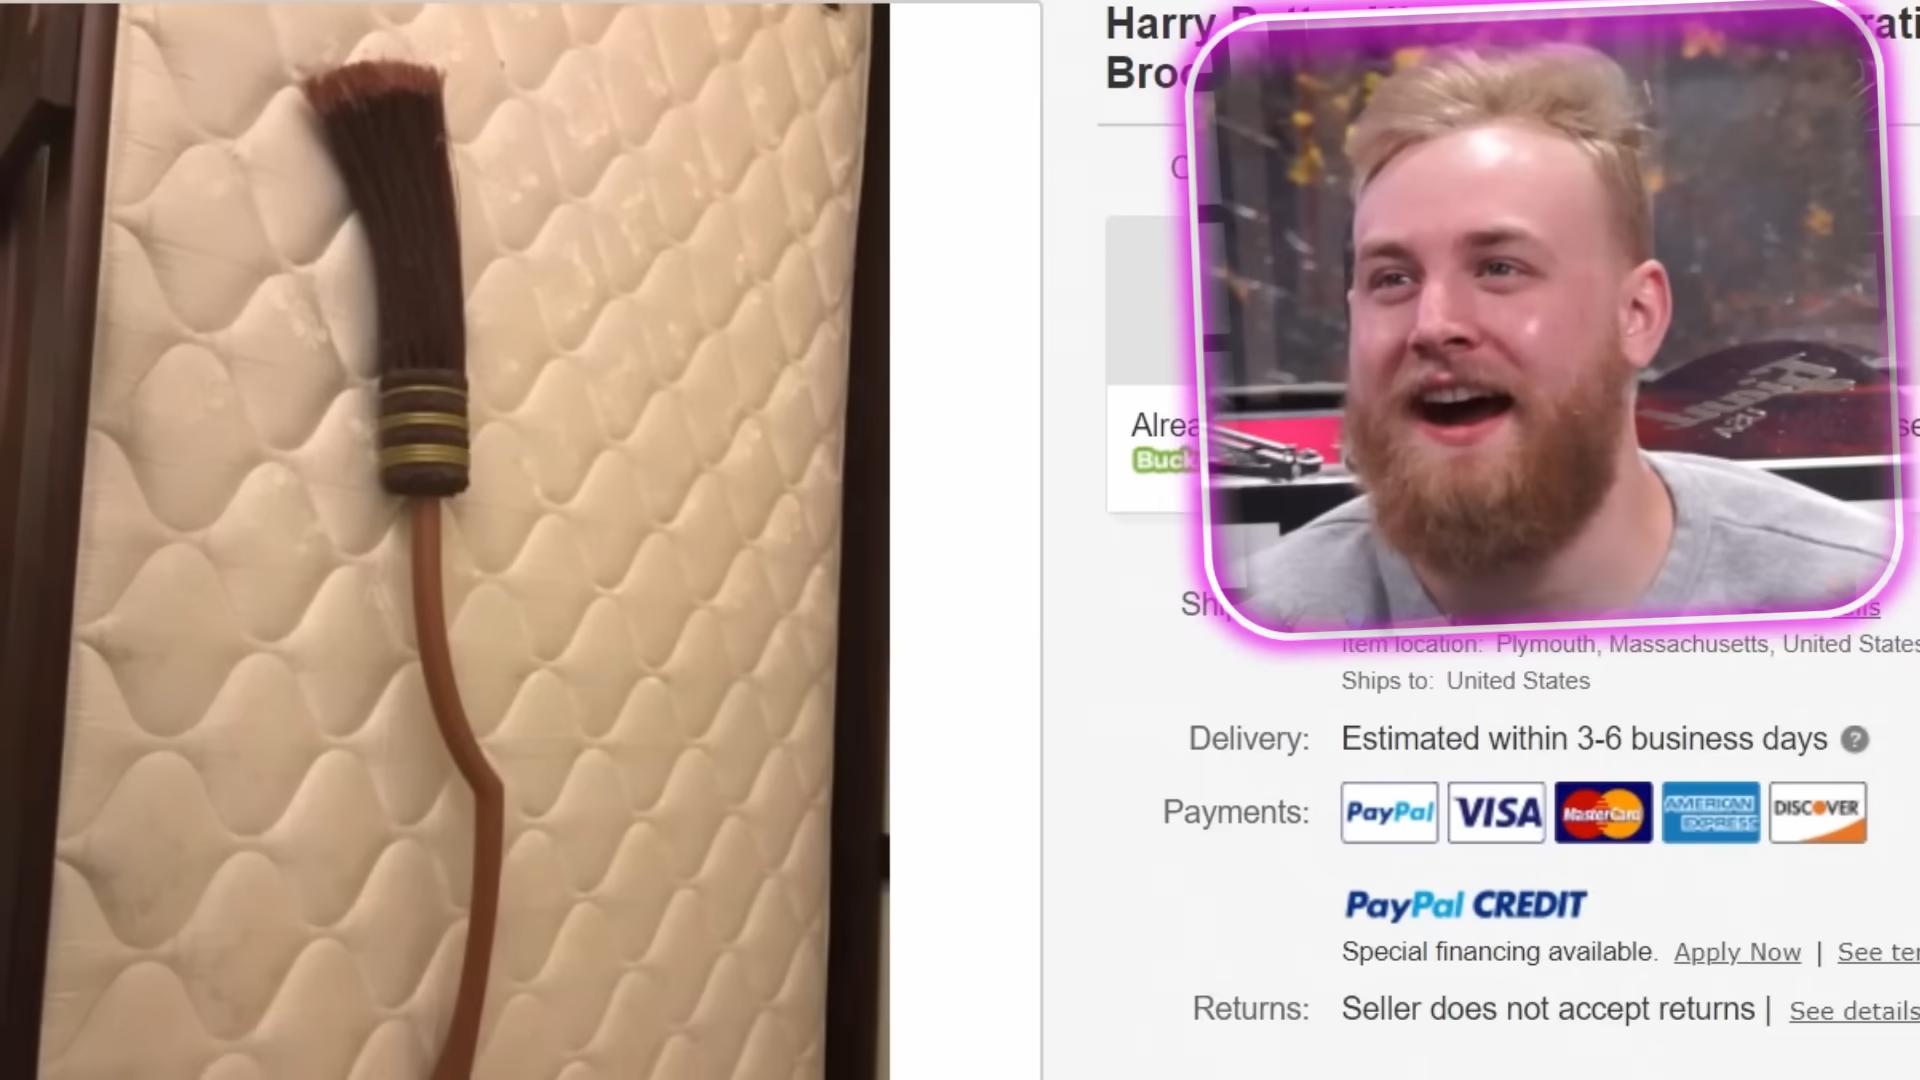 Harry
Alrea
Buck
Item location: Plymouth, Massachusetts, United States
Ships to: United States
Delivery: Estimated within 3-6 business days ?
Payments: PayPal VISA MasterCard AMERICAN EXPRESS DISCOVER
PayPal CREDIT
Special financing available. Apply Now | See ter
Returns: Seller does not accept returns | See details